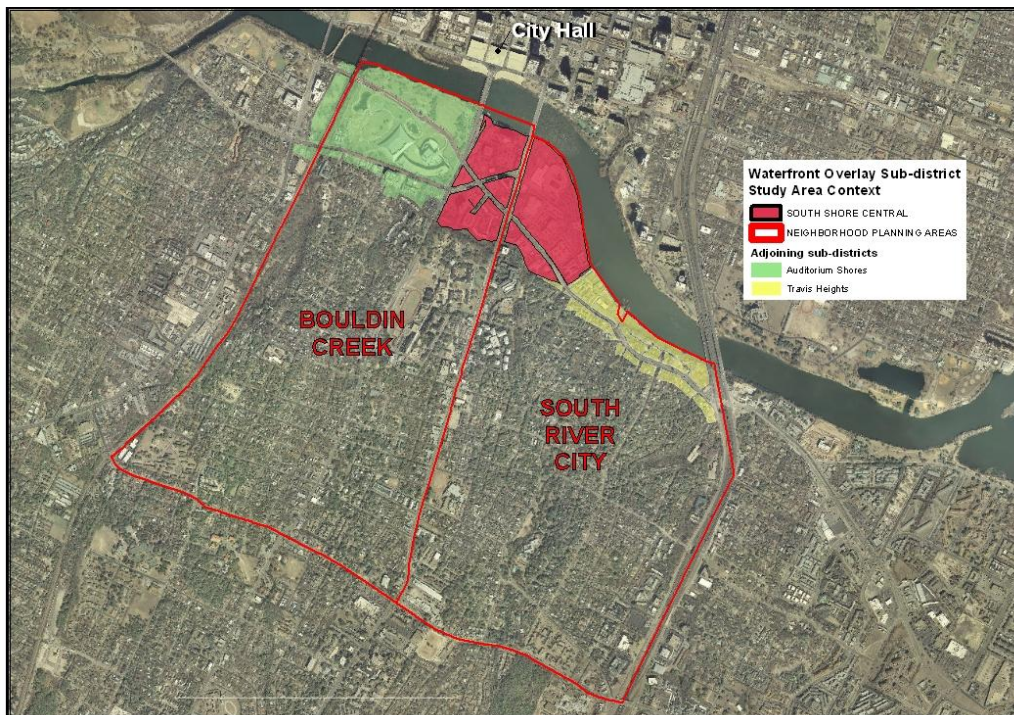 City Hall
Waterfront Overlay Sub-district
Study Area Context
SOUTH SHORE CENTRAL
NEIGHBORHOOD PLANNING AREAS
Adjoining sub-districts
Auditorium Shores
Travis Heights
BOULDIN
CREEK
SOUTH
RIVER
CITY